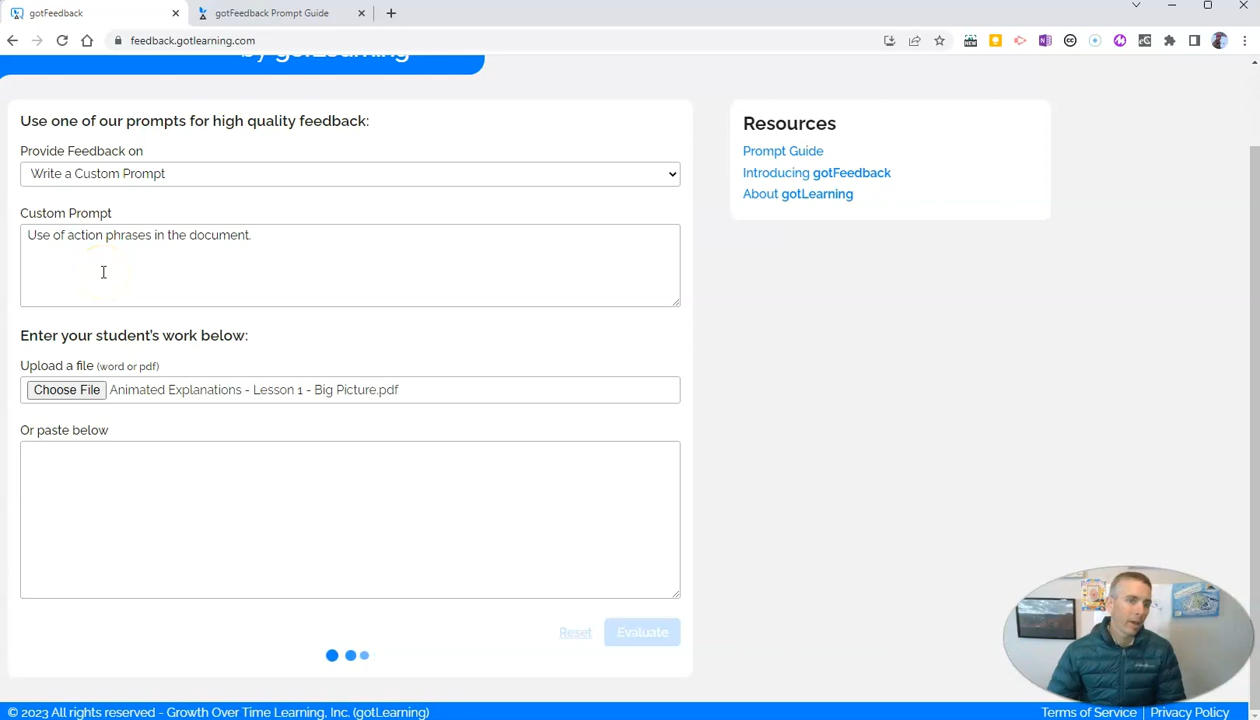 gotFeedback
gotFeedback Prompt Guide
feedback.gotlearning.com
by gotLearning
Use one of our prompts for high quality feedback:
Provide Feedback on
Write a Custom Prompt
Custom Prompt
Use of action phrases in the document.
Enter your student's work below:
Upload a file (word or pdf)
Choose File Animated Explanations - Lesson 1 - Big Picture.pdf
Or paste below
Reset Evaluate
Resources
Prompt Guide
Introducing gotFeedback
About gotLearning
© 2023 All rights reserved - Growth Over Time Learning, Inc. (gotLearning)
Terms of Service Privacy Policy